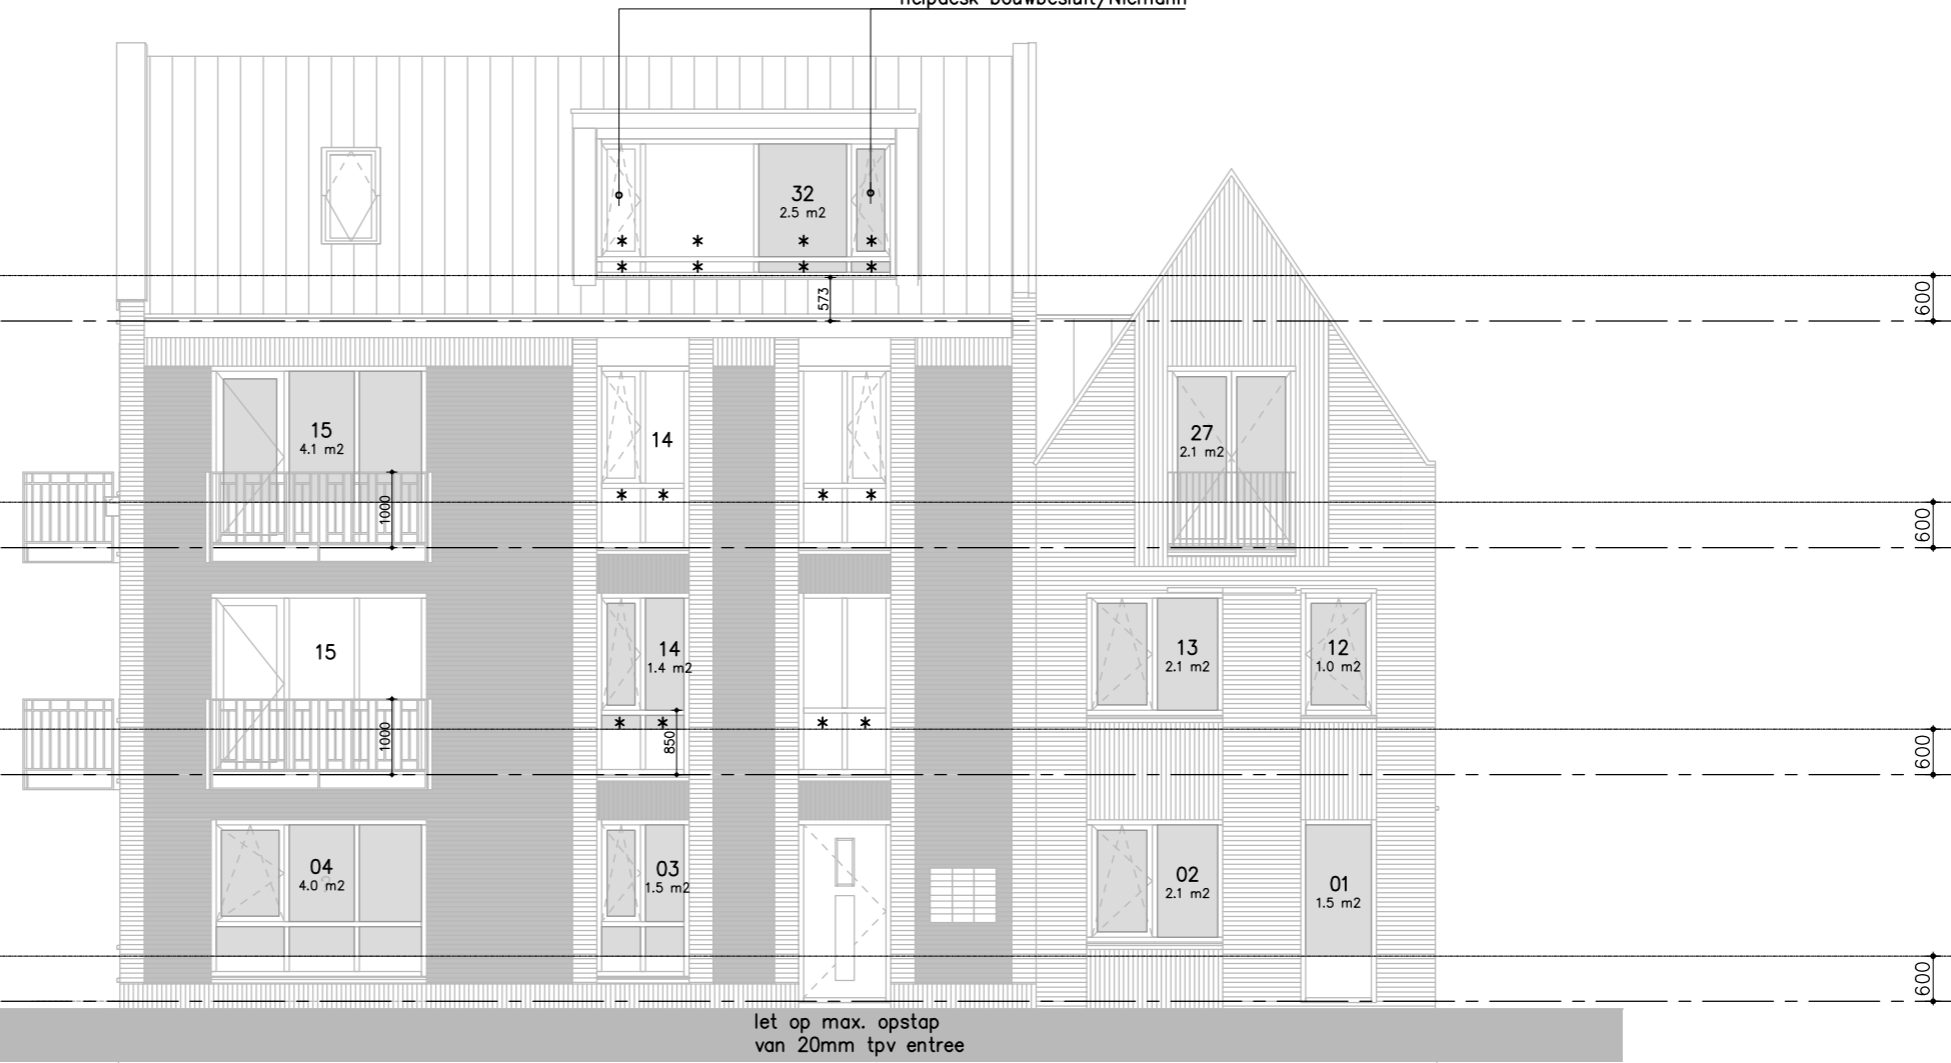 helpdesk bouwbesluit/Niemann
32
2.5 m2
* * * *
* * * *
573
600
15
4.1 m2
14
27
2.1 m2
* * * *
1000
600
15
14
1.4 m2
13
2.1 m2
12
1.0 m2
* * * *
1000
850
600
04
4.0 m2
03
1.5 m2
02
2.1 m2
01
1.5 m2
600
let op max. opstap
van 20mm tpv entree